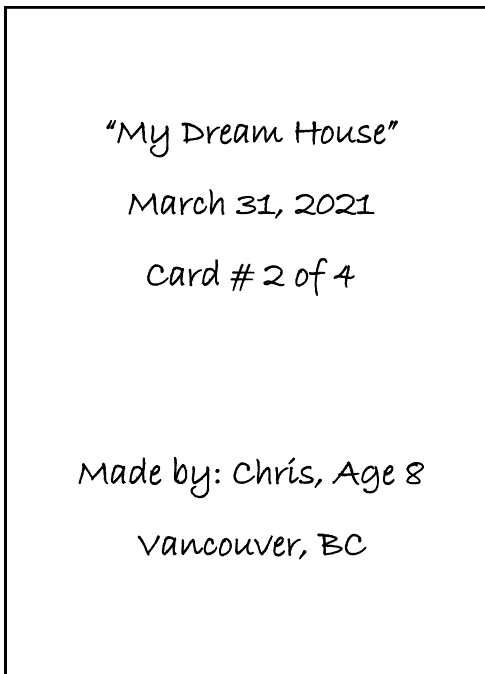 “My Dream House”
March 31, 2021
Card # 2 of 4
Made by: Chris, Age 8
Vancouver, BC